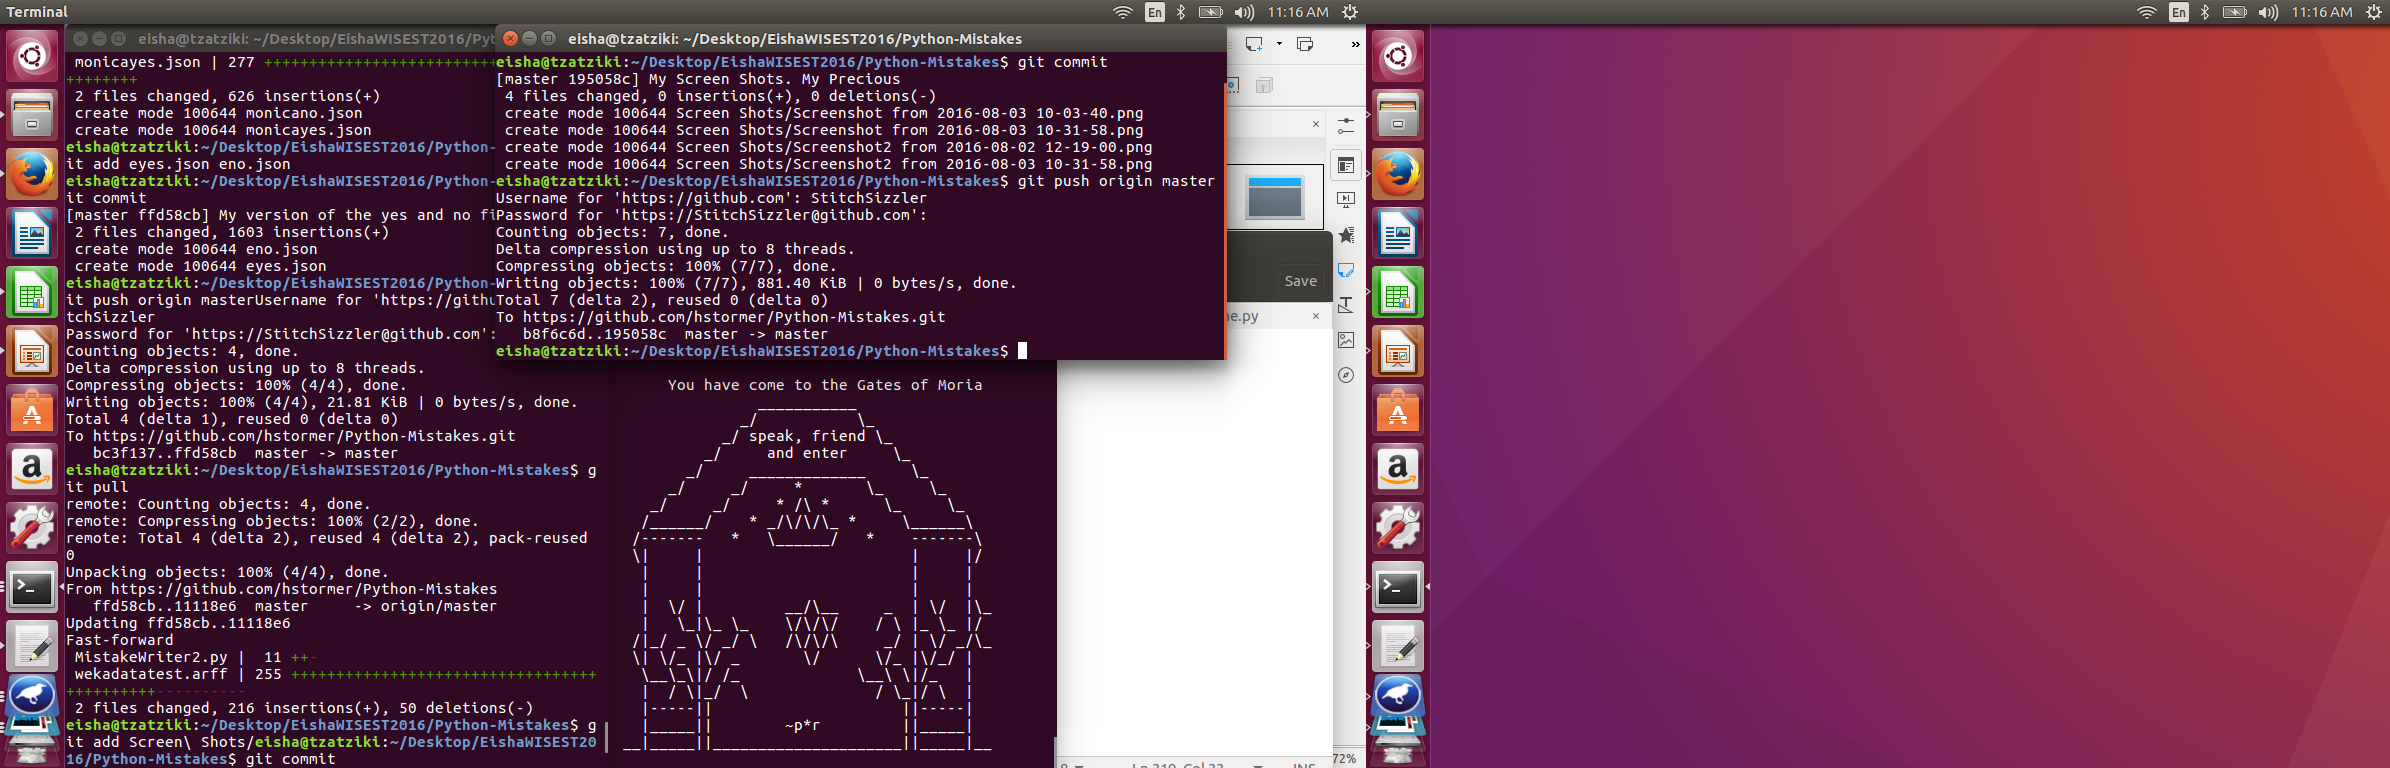 Terminal
En
11:16 AM
En
11:16 AM
eisha@tzatziki: ~/Desktop/EishaWISEST2016/Pyt
monicayes.json | 277 ++++++++++++++++++++++++++
++++++++
2 files changed, 626 insertions(+)
create mode 100644 monicano.json
create mode 100644 monicayes.json
eisha@tzatziki:~/Desktop/EishaWISEST2016/Python-
it add eyes.json eno.json
eisha@tzatziki:~/Desktop/EishaWISEST2016/Python-
it commit
[master ffd58cb] My version of the yes and no fi
2 files changed, 1603 insertions(+)
create mode 100644 eno.json
create mode 100644 eyes.json
eisha@tzatziki:~/Desktop/EishaWISEST2016/Python-
it push origin masterUsername for 'https://githu
tchSizzler
Password for 'https://StitchSizzler@github.com':
Counting objects: 4, done.
Delta compression using up to 8 threads.
Compressing objects: 100% (4/4), done.
Writing objects: 100% (4/4), 21.81 KiB | 0 bytes/s, done.
Total 4 (delta 1), reused 0 (delta 0)
To https://github.com/hstormer/Python-Mistakes.git
bc3f137..ffd58cb  master -> master
eisha@tzatziki:~/Desktop/EishaWISEST2016/Python-Mistakes$ g
it pull
remote: Counting objects: 4, done.
remote: Compressing objects: 100% (2/2), done.
remote: Total 4 (delta 2), reused 4 (delta 2), pack-reused
0
Unpacking objects: 100% (4/4), done.
From https://github.com/hstormer/Python-Mistakes
ffd58cb..11118e6  master     -> origin/master
Updating ffd58cb..11118e6
Fast-forward
MistakeWriter2.py |  11 ++-
wekadatatest.arff | 255 ++++++++++++++++++++++++++++++++++
++++++++++----------
2 files changed, 216 insertions(+), 50 deletions(-)
eisha@tzatziki:~/Desktop/EishaWISEST2016/Python-Mistakes$ g
it add Screen\ Shots/eisha@tzatziki:~/Desktop/EishaWISEST20
16/Python-Mistakes$ git commit
eisha@tzatziki: ~/Desktop/EishaWISEST2016/Python-Mistakes
eisha@tzatziki:~/Desktop/EishaWISEST2016/Python-Mistakes$ git commit
[master 195058c] My Screen Shots. My Precious
4 files changed, 0 insertions(+), 0 deletions(-)
create mode 100644 Screen Shots/Screenshot from 2016-08-03 10-03-40.png
create mode 100644 Screen Shots/Screenshot from 2016-08-03 10-31-58.png
create mode 100644 Screen Shots/Screenshot2 from 2016-08-02 12-19-00.png
create mode 100644 Screen Shots/Screenshot2 from 2016-08-03 10-31-58.png
eisha@tzatziki:~/Desktop/EishaWISEST2016/Python-Mistakes$ git push origin master
Username for 'https://github.com': StitchSizzler
Password for 'https://StitchSizzler@github.com':
Counting objects: 7, done.
Delta compression using up to 8 threads.
Compressing objects: 100% (7/7), done.
Writing objects: 100% (7/7), 881.40 KiB | 0 bytes/s, done.
Total 7 (delta 2), reused 0 (delta 0)
To https://github.com/hstormer/Python-Mistakes.git
b8f6c6d..195058c  master -> master
eisha@tzatziki:~/Desktop/EishaWISEST2016/Python-Mistakes$
You have come to the Gates of Moria
speak, friend
and enter
~p*r
Save
ne.py
72%
Ln 319, Col 33
INS